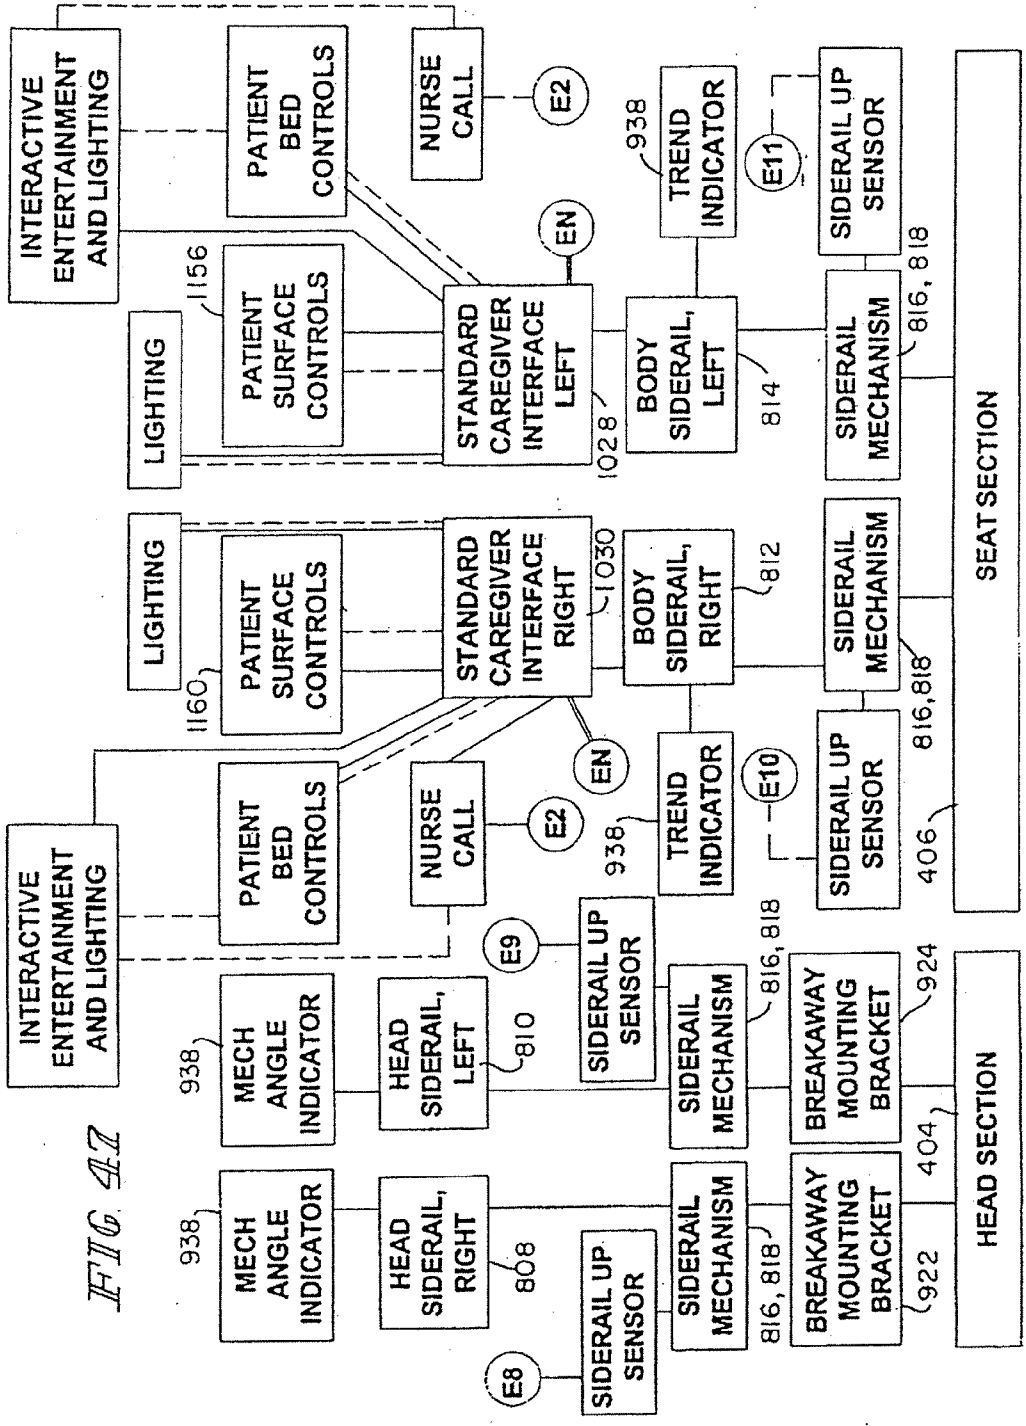 FIG 47
INTERACTIVE
ENTERTAINMENT
AND LIGHTING
INTERACTIVE
ENTERTAINMENT
AND LIGHTING
LIGHTING
LIGHTING
938
MECH
ANGLE
INDICATOR
938
MECH
ANGLE
INDICATOR
PATIENT
BED
CONTROLS
1160
PATIENT
SURFACE
CONTROLS
1156
PATIENT
SURFACE
CONTROLS
PATIENT
BED
CONTROLS
HEAD
SIDERAIL,
RIGHT
808
HEAD
SIDERAIL,
LEFT
810
NURSE
CALL
E2
EN
STANDARD
CAREGIVER
INTERFACE
RIGHT
1030
STANDARD
CAREGIVER
INTERFACE
LEFT
1028
EN
NURSE
CALL
E2
E8
SIDERAIL UP
SENSOR
E9
SIDERAIL UP
SENSOR
938
TREND
INDICATOR
BODY
SIDERAIL,
RIGHT
812
BODY
SIDERAIL,
LEFT
814
938
TREND
INDICATOR
SIDERAIL
MECHANISM
816, 818
SIDERAIL
MECHANISM
816, 818
E10
SIDERAIL UP
SENSOR
SIDERAIL
MECHANISM
816, 818
SIDERAIL
MECHANISM
816, 818
E11
SIDERAIL UP
SENSOR
BREAKAWAY
MOUNTING
BRACKET
922
BREAKAWAY
MOUNTING
BRACKET
924
404
HEAD SECTION
406
SEAT SECTION